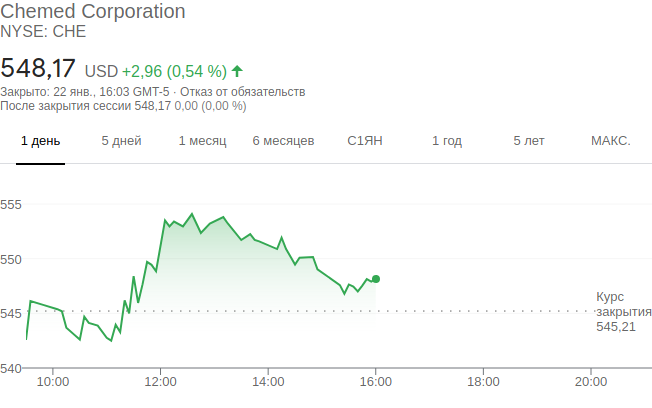 Chemed Corporation
NYSE: CHE
548,17 USD +2,96 (0,54 %)
Закрыто: 22 янв., 16:03 GMT-5 · Отказ от обязательств
После закрытия сессии 548,17 0,00 (0,00 %)
1 день 5 дней 1 месяц 6 месяцев С1ЯН 1 год 5 лет МАКС.
555
550
545
540
Курс
закрытия
545,21
10:00 12:00 14:00 16:00 18:00 20:00